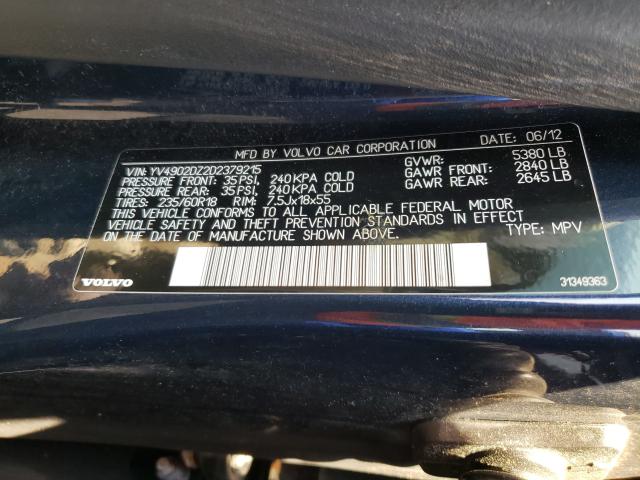 MFD BY VOLVO CAR CORPORATION DATE: 06/12
VIN: YV4902DZ2D2379215 GVWR: 5380 LB
PRESSURE FRONT: 35 PSI, 240 KPA COLD GAWR FRONT: 2840 LB
PRESSURE REAR: 35 PSI, 240 KPA COLD GAWR REAR: 2645 LB
TIRES: 235/60R18 RIM: 7.5Jx18x55
THIS VEHICLE CONFORMS TO ALL APPLICABLE FEDERAL MOTOR
VEHICLE SAFETY AND THEFT PREVENTION STANDARDS IN EFFECT
ON THE DATE OF MANUFACTURE SHOWN ABOVE. TYPE: MPV
VOLVO 31349363